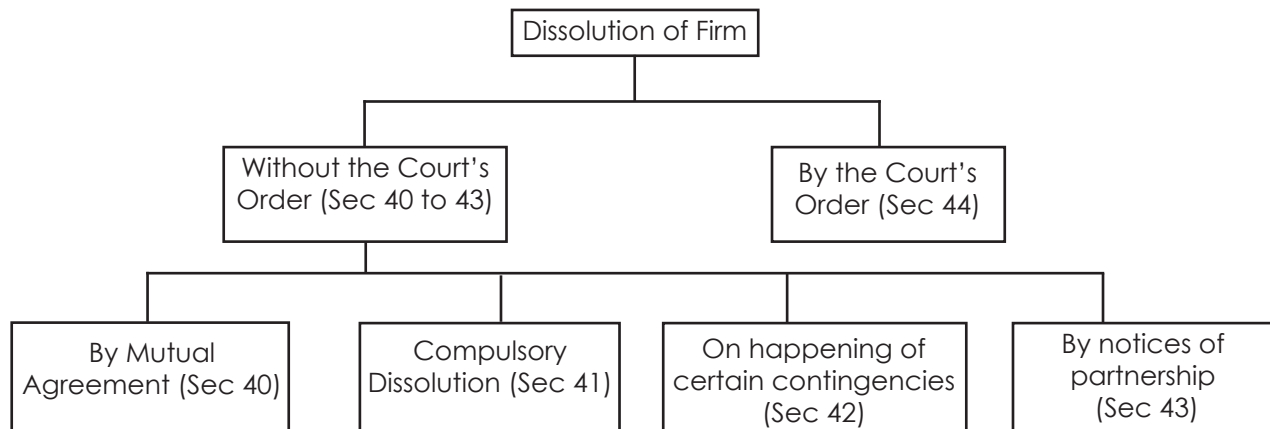 Dissolution of Firm
Without the Court’s
Order (Sec 40 to 43)
By the Court’s
Order (Sec 44)
By Mutual
Agreement (Sec 40)
Compulsory
Dissolution (Sec 41)
On happening of
certain contingencies
(Sec 42)
By notices of
partnership
(Sec 43)